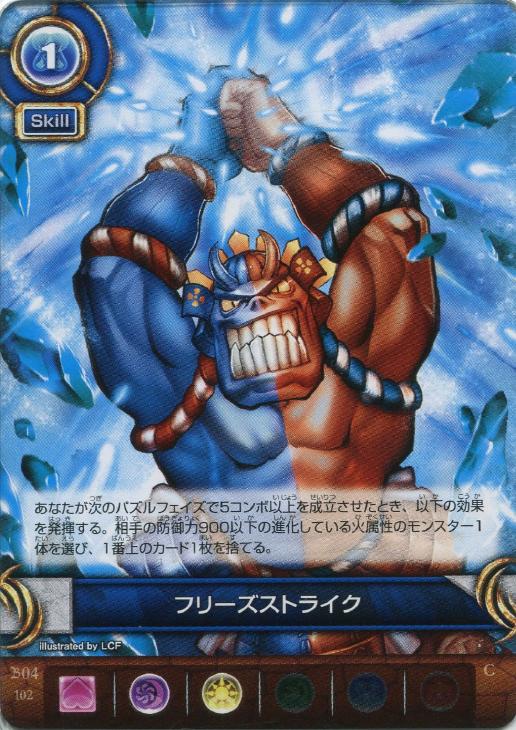 1
Skill
あなたが次のパズルフェイズで5コンボ以上を成立させたとき、以下の効果
を発揮する。相手の防御力900以下の進化している火属性のモンスター1
体を選び、1番上のカード1枚を捨てる。
フリーズストライク
illustrated by LCF
B04
102
C